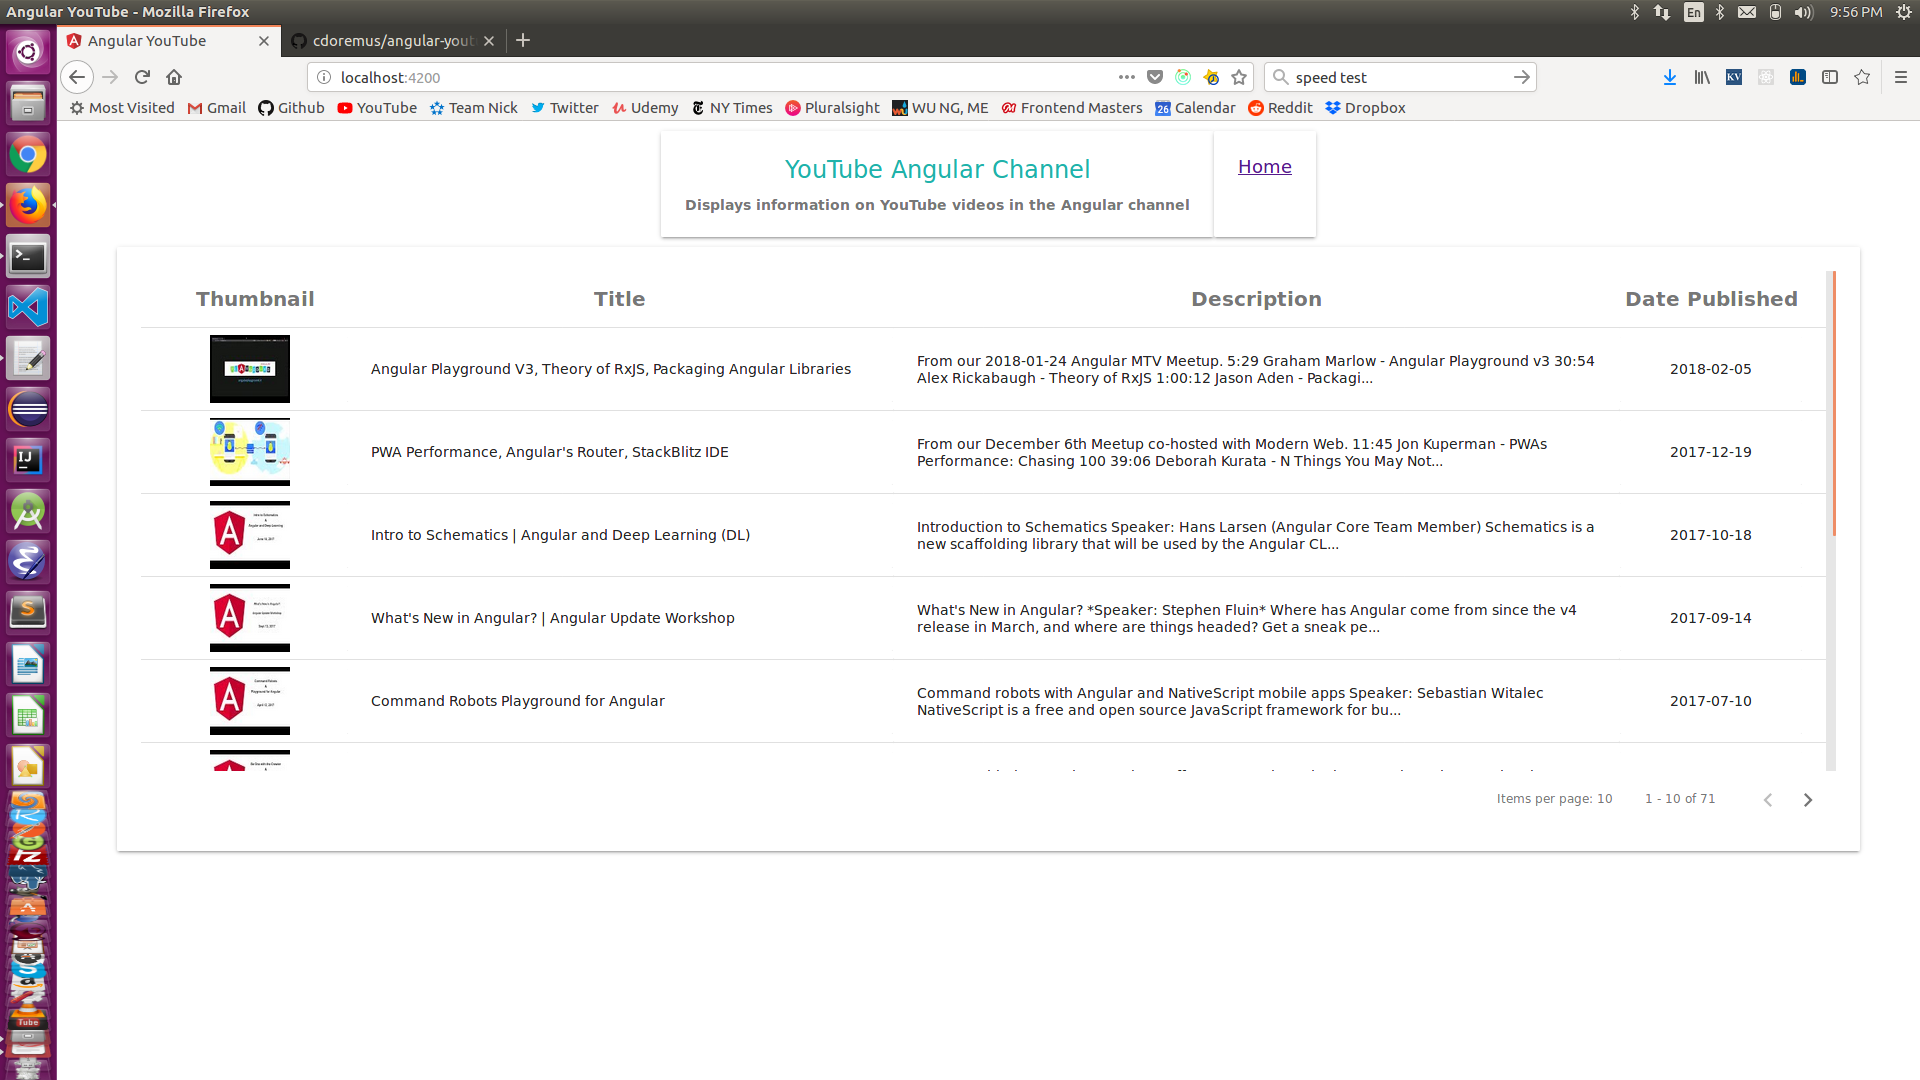 Angular YouTube - Mozilla Firefox
En
9:56 PM
Angular YouTube
cdoremus/angular-yout
localhost:4200
speed test
KV
Most Visited
Gmail
Github
YouTube
Team Nick
Twitter
Udemy
NY Times
Pluralsight
WU NG, ME
Frontend Masters
26
Calendar
Reddit
Dropbox
YouTube Angular Channel
Displays information on YouTube videos in the Angular channel
Home
Thumbnail
Title
Description
Date Published
Angular Playground V3, Theory of RxJS, Packaging Angular Libraries
From our 2018-01-24 Angular MTV Meetup. 5:29 Graham Marlow - Angular Playground v3 30:54
Alex Rickabaugh - Theory of RxJS 1:00:12 Jason Aden - Packagi...
2018-02-05
PWA Performance, Angular's Router, StackBlitz IDE
From our December 6th Meetup co-hosted with Modern Web. 11:45 Jon Kuperman - PWAs
Performance: Chasing 100 39:06 Deborah Kurata - N Things You May Not...
2017-12-19
Intro to Schematics | Angular and Deep Learning (DL)
Introduction to Schematics Speaker: Hans Larsen (Angular Core Team Member) Schematics is a
new scaffolding library that will be used by the Angular CL...
2017-10-18
What's New in Angular? | Angular Update Workshop
What's New in Angular? *Speaker: Stephen Fluin* Where has Angular come from since the v4
release in March, and where are things headed? Get a sneak pe...
2017-09-14
Command Robots Playground for Angular
Command robots with Angular and NativeScript mobile apps Speaker: Sebastian Witalec
NativeScript is a free and open source JavaScript framework for bu...
2017-07-10
Items per page: 10
1 - 10 of 71
IJ
Tube